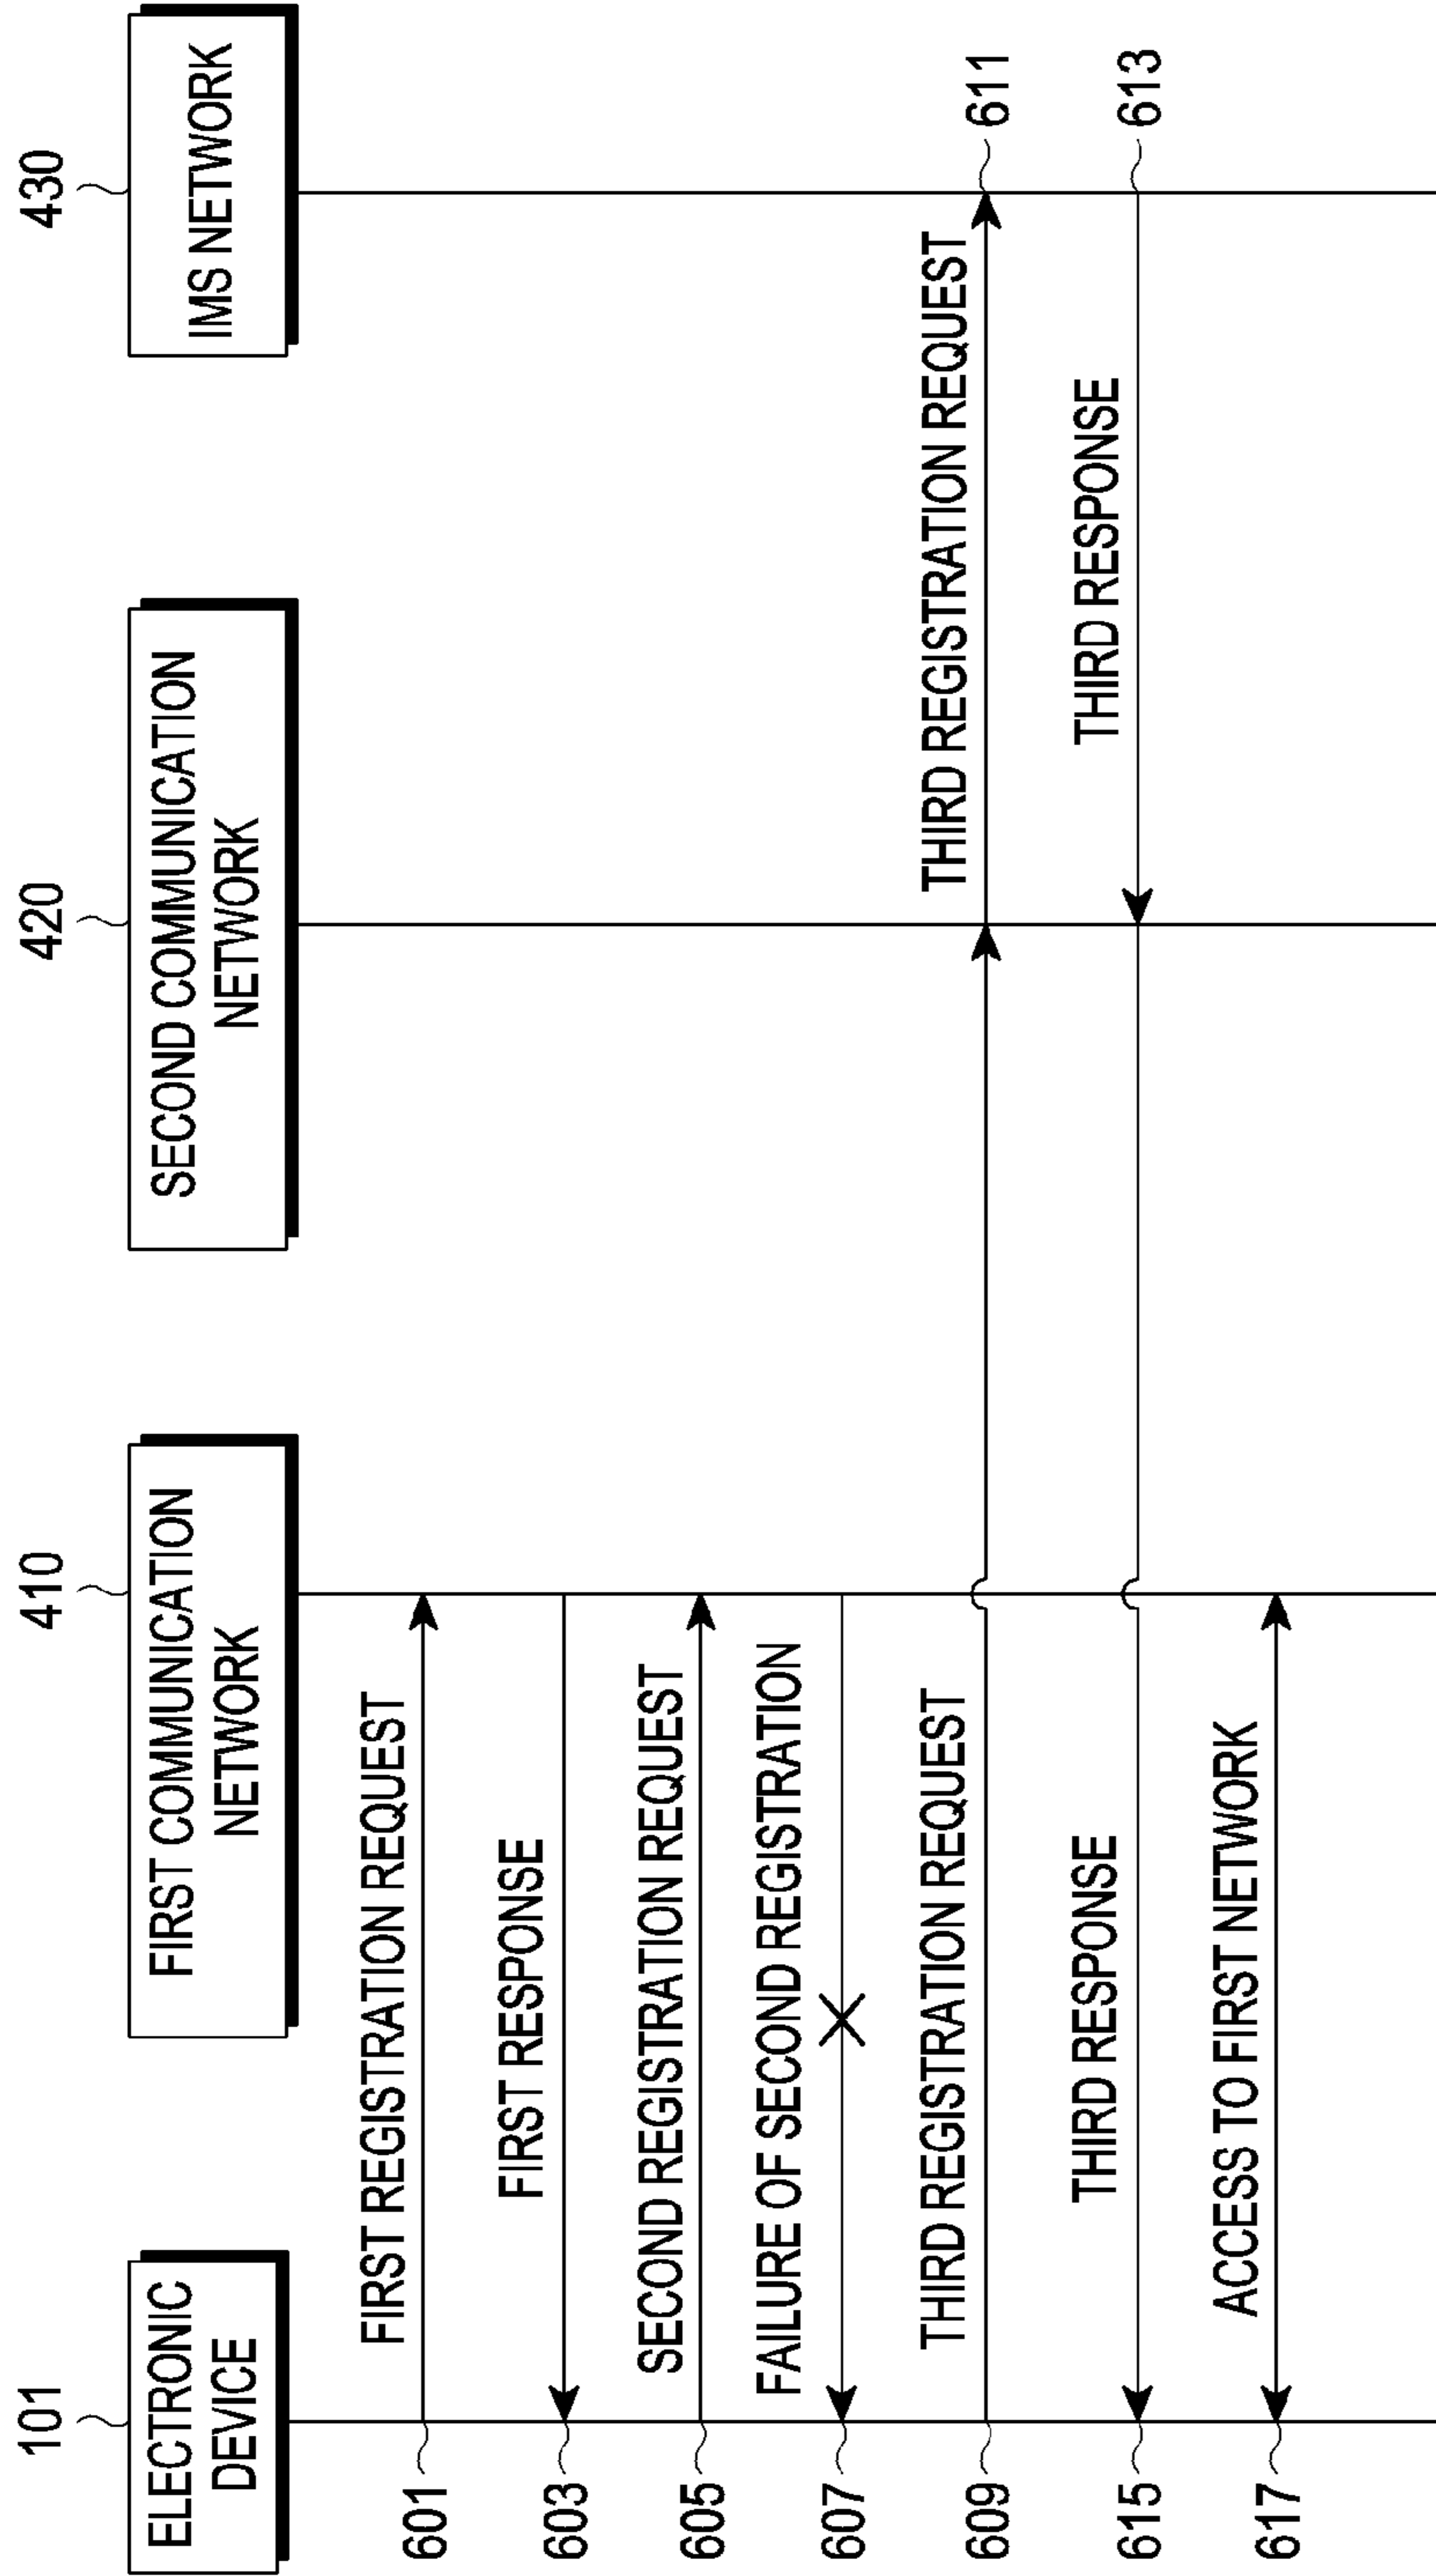 101
410
420
430
ELECTRONIC
DEVICE
FIRST COMMUNICATION
NETWORK
SECOND COMMUNICATION
NETWORK
IMS NETWORK
FIRST REGISTRATION REQUEST
601
FIRST RESPONSE
603
SECOND REGISTRATION REQUEST
605
FAILURE OF SECOND REGISTRATION
607
THIRD REGISTRATION REQUEST
THIRD REGISTRATION REQUEST
609
611
THIRD RESPONSE
THIRD RESPONSE
615
613
ACCESS TO FIRST NETWORK
617